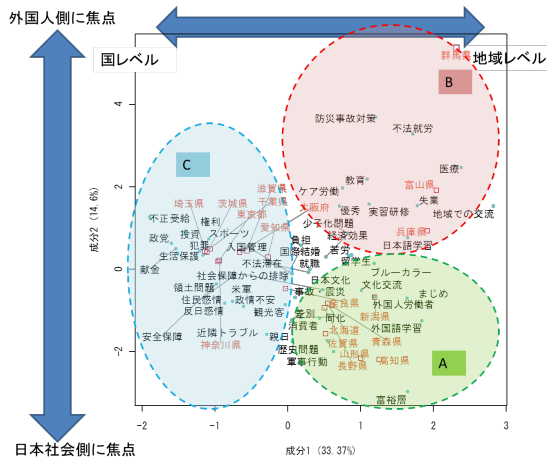 外国人側に焦点
国レベル
地域レベル
群馬県
B
防災事故対策
不法就労
C
医療
教育
滋賀県
ケア労働
富山県
千葉県
埼玉県
茨城県
大阪府
優秀
失業
東京都
実習研修
地域での交流
不正受給
権利
愛知県
少子化問題
投資
スポーツ
経済効果
兵庫県
政党
犯罪
入国管理
負担
苦労
日本語学習
生活保護
国際結婚
不法滞在
就職
留学生
献金
社会保障からの排除
日本文化
ブルーカラー
領土問題
米軍
事故・震災
文化交流
まじめ
住民感情
政情不安
奈良県
外国人労働者
反日感情
観光客
差別
同化
新潟県
消費者
外国語学習
安全保障
近隣トラブル
親日
北海道
神奈川県
佐賀県
青森県
歴史問題
山形県
A
軍事行動
長野県
高知県
富裕層
成分2 (14.6%)
4
2
0
-2
-2
-1
0
1
2
3
成分1 (33.37%)
日本社会側に焦点